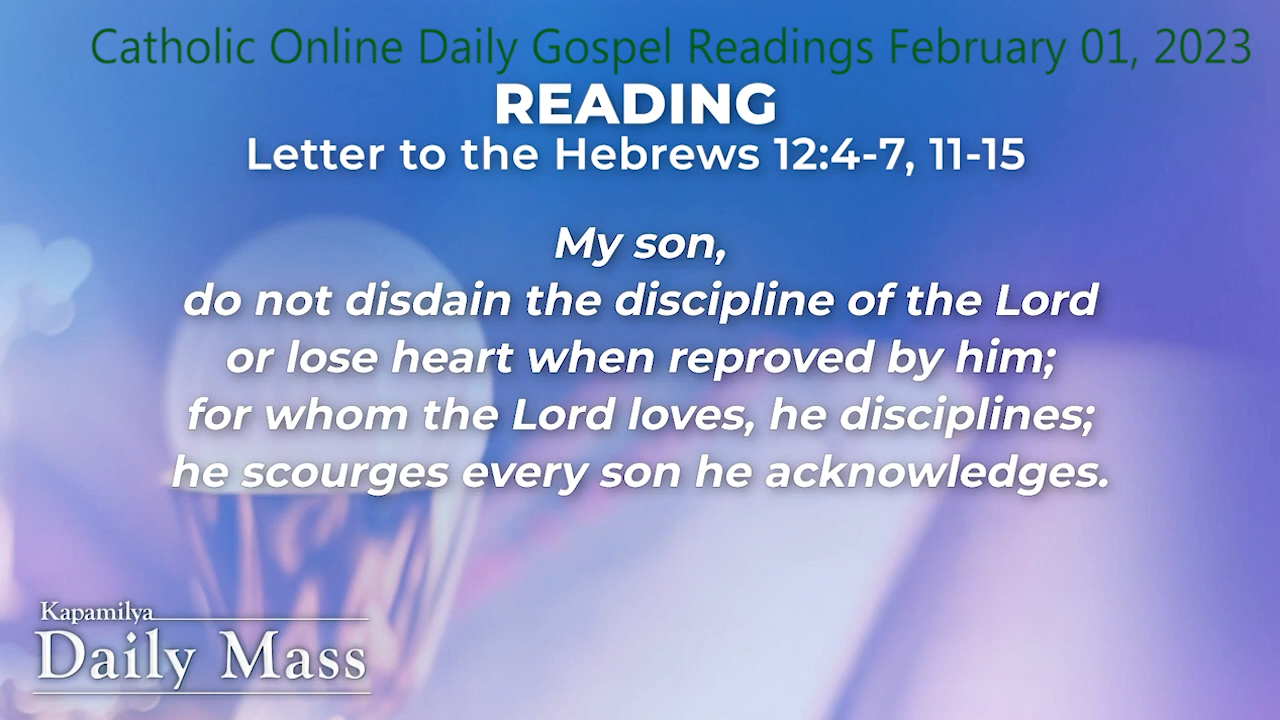 Catholic Online Daily Gospel Readings February 01, 2023
READING
Letter to the Hebrews 12:4-7, 11-15
My son,
do not disdain the discipline of the Lord
or lose heart when reproved by him;
for whom the Lord loves, he disciplines;
he scourges every son he acknowledges.
Kapamilya
Daily Mass